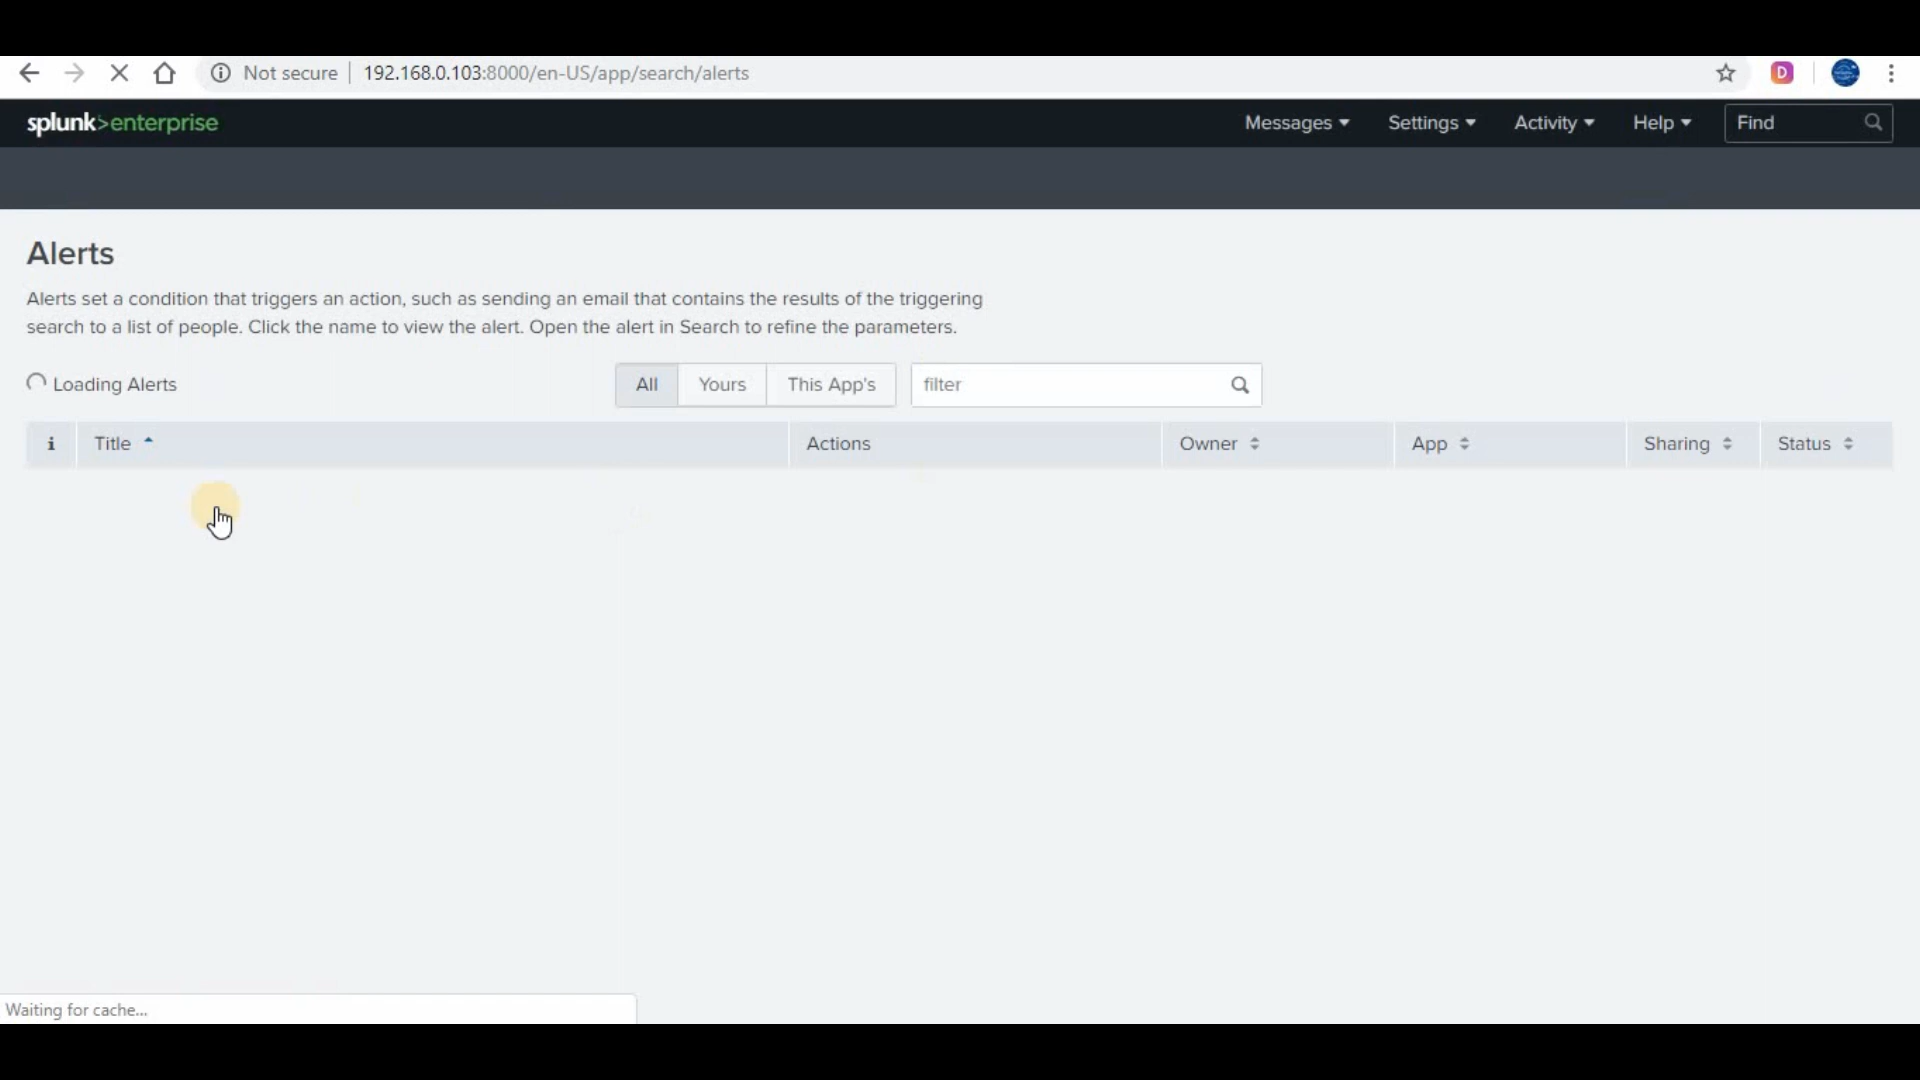 Not secure 192.168.0.103:8000/en-US/app/search/alerts D
splunk>enterprise Messages Settings Activity Help Find
Alerts
Alerts set a condition that triggers an action, such as sending an email that contains the results of the triggering
search to a list of people. Click the name to view the alert. Open the alert in Search to refine the parameters.
Loading Alerts All Yours This App's filter
i Title Actions Owner App Sharing Status
Waiting for cache...